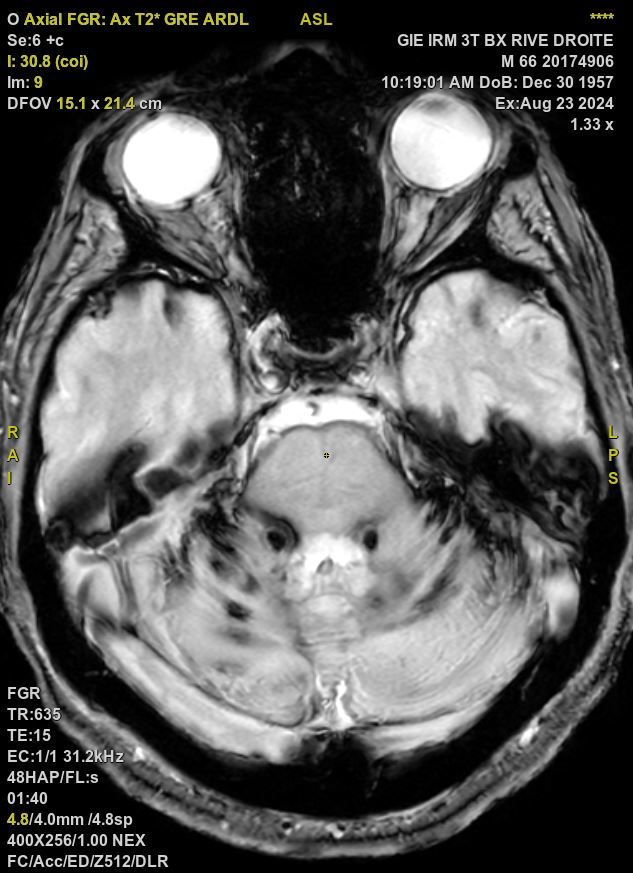 O Axial FGR: Ax T2* GRE ARDL
Se:6 +c
I: 30.8 (coi)
Im: 9
DFOV 15.1 x 21.4 cm
ASL
****
GIE IRM 3T BX RIVE DROITE
M 66 20174906
10:19:01 AM DoB: Dec 30 1957
Ex:Aug 23 2024
1.33 x
R
A
I
L
P
S
FGR
TR:635
TE:15
EC:1/1 31.2kHz
48HAP/FL:s
01:40
4.8/4.0mm /4.8sp
400X256/1.00 NEX
FC/Acc/ED/Z512/DLR